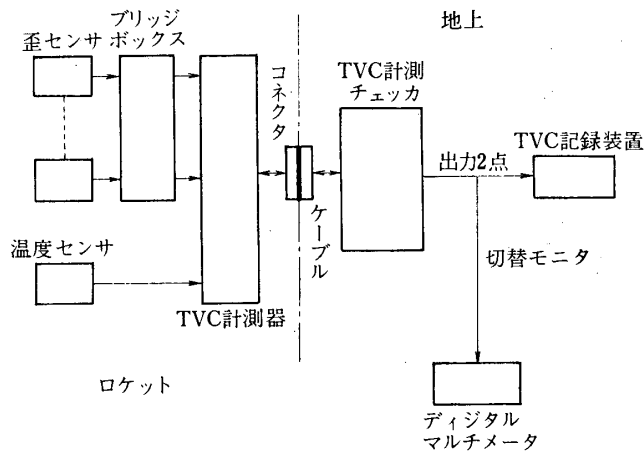 地上
ブリッジ
ボックス
歪センサ
コネクタ
TVC計測
チェッカ
TVC記録装置
出力2点
ケーブル
切替モニタ
温度センサ
TVC計測器
ロケット
ディジタル
マルチメータ